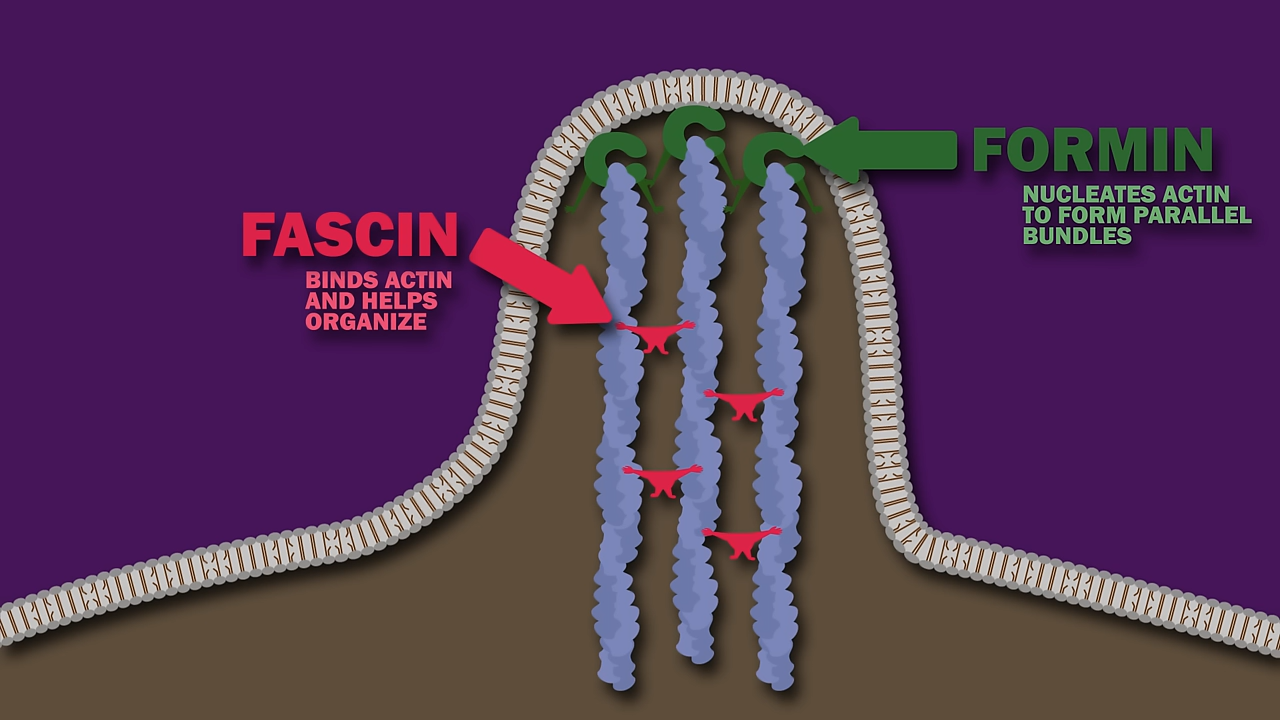 FASCIN
BINDS ACTIN
AND HELPS
ORGANIZE
FORMIN
NUCLEATES ACTIN
TO FORM PARALLEL
BUNDLES